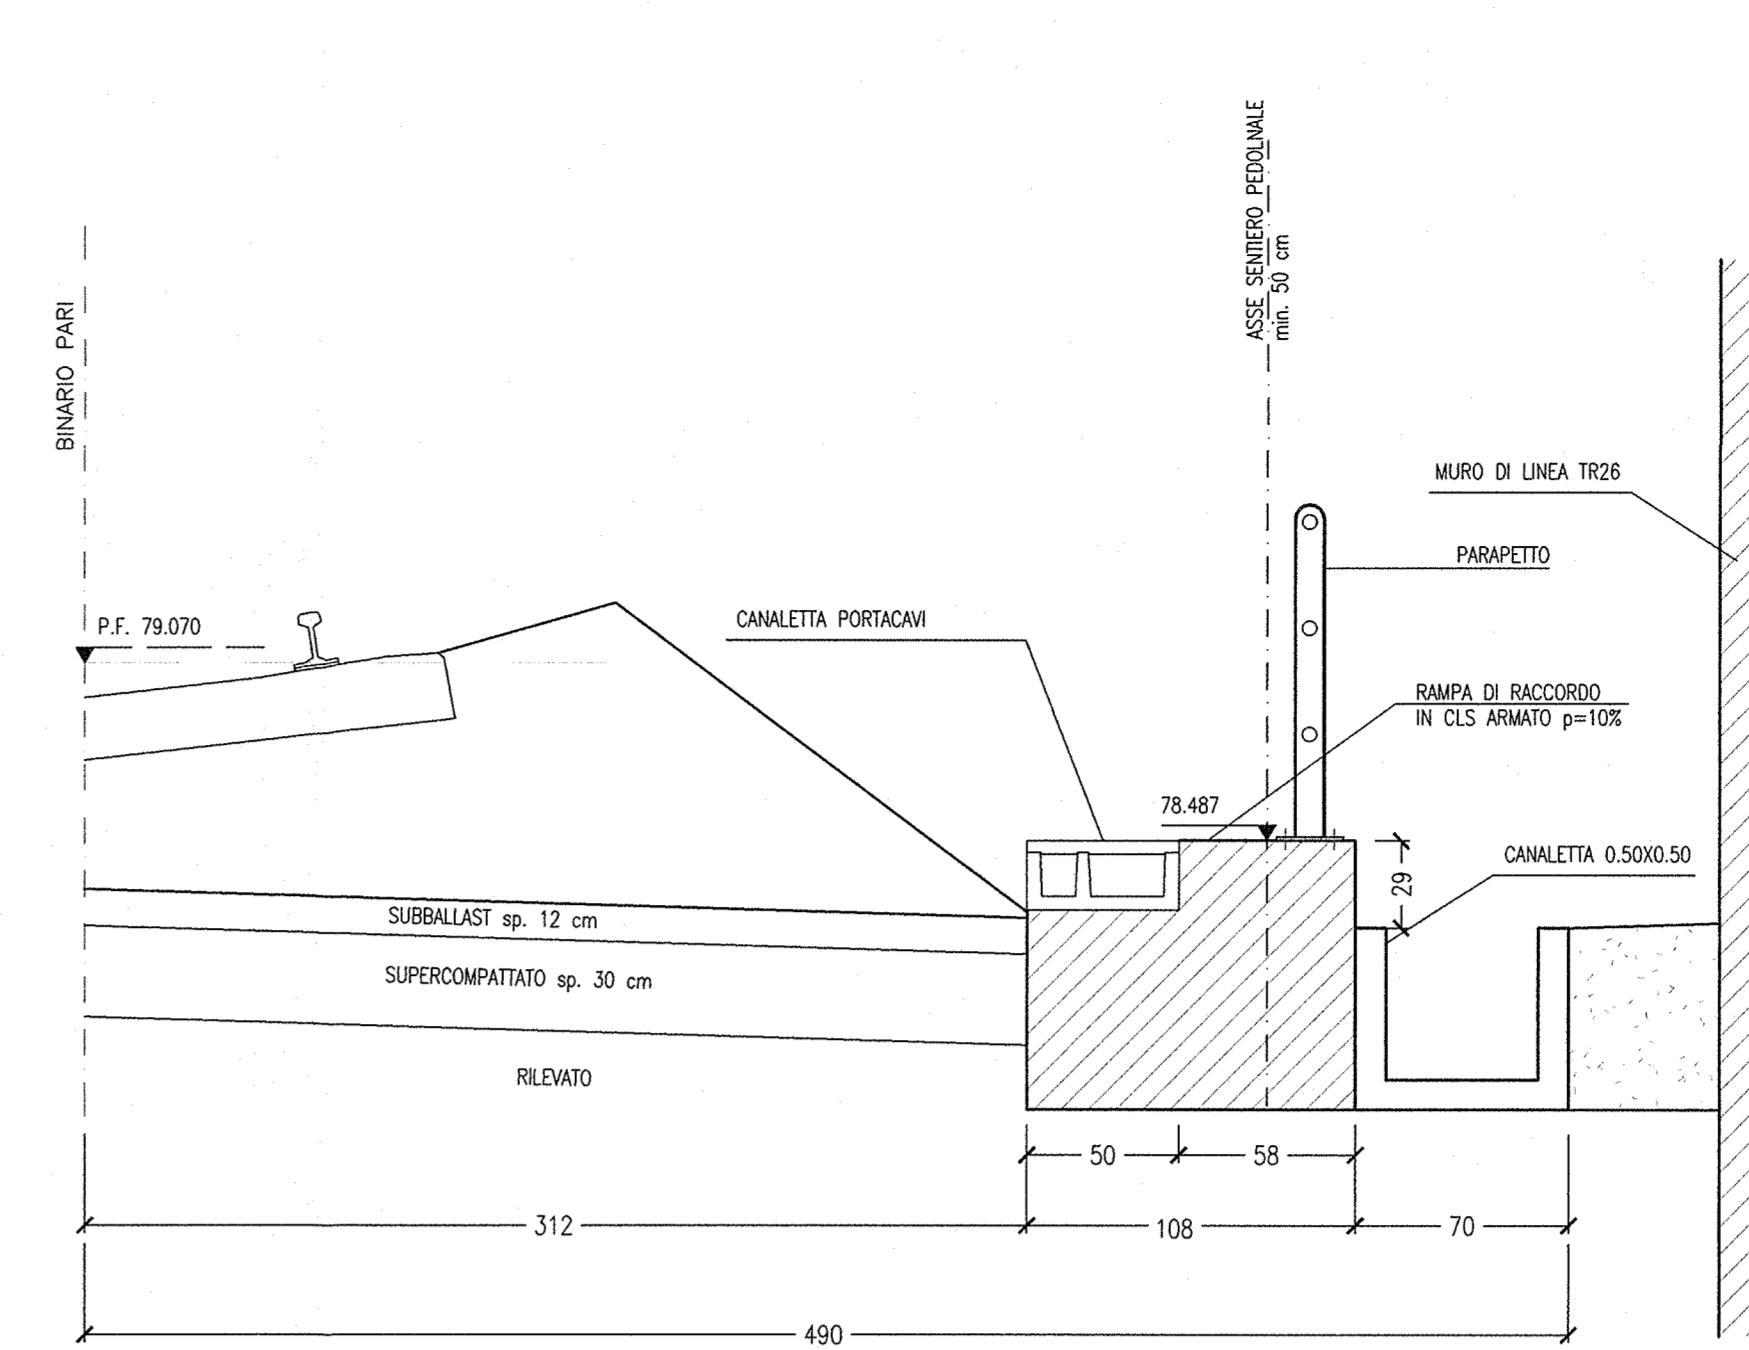 ASSE SENTIERO PEDOLNALE
min. 50 cm
BINARIO PARI
MURO DI LINEA TR26
PARAPETTO
P.F. 79.070
CANALETTA PORTACAVI
RAMPA DI RACCORDO
IN CLS ARMATO p=10%
78.487
CANALETTA 0.50X0.50
29
SUBBALLAST sp. 12 cm
SUPERCOMPATTATO sp. 30 cm
RILEVATO
50
58
312
108
70
490